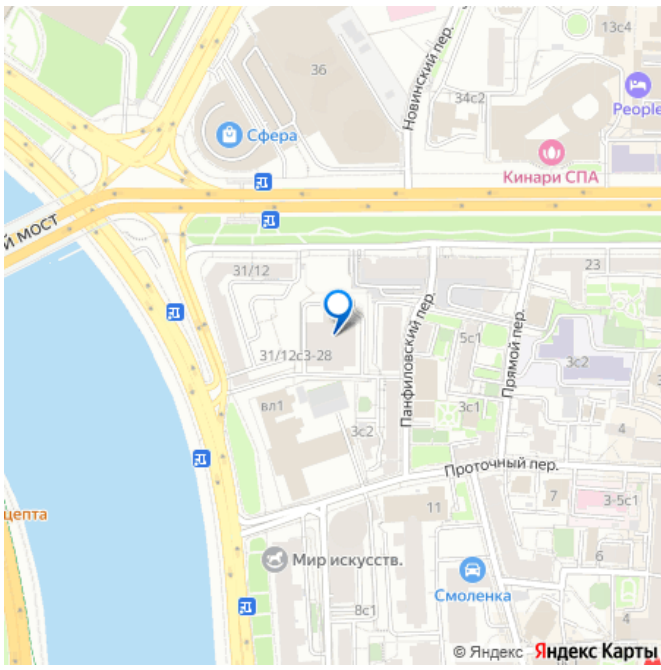 13с4
36
Новинский пер.
34с2
People
Сфера
Кинари СПА
й мост
31/12
23
Панфиловский пер.
Прямой пер.
5с1
31/12с3-28
3с2
вл1
3с1
3с2
4
Проточный пер.
7
3-5с1
цепта
11
6
Мир искусств.
Смоленка
4
8с1
© Яндекс Яндекс Карты